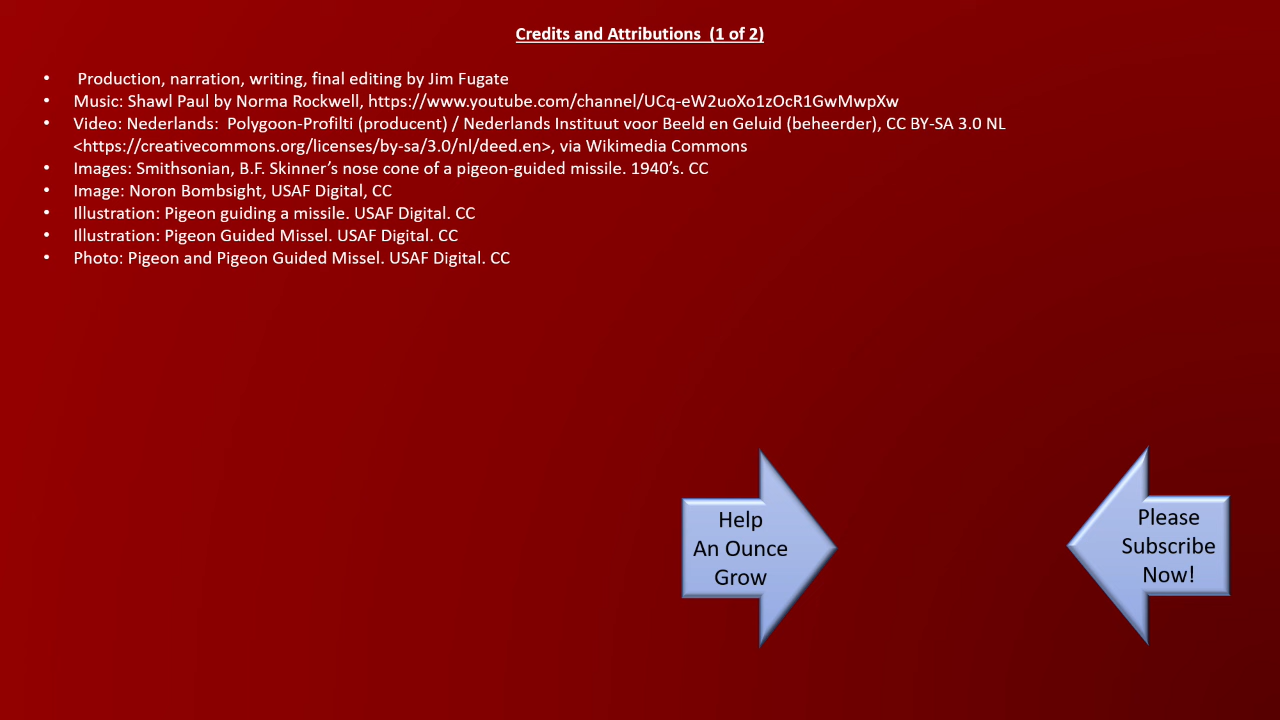 Credits and Attributions  (1 of 2)
• Production, narration, writing, final editing by Jim Fugate
• Music: Shawl Paul by Norma Rockwell, https://www.youtube.com/channel/UCq-eW2uoXo1zOcR1GwMwpXw
• Video: Nederlands:  Polygoon-Profilti (producent) / Nederlands Instituut voor Beeld en Geluid (beheerder), CC BY-SA 3.0 NL
<https://creativecommons.org/licenses/by-sa/3.0/nl/deed.en>, via Wikimedia Commons
• Images: Smithsonian, B.F. Skinner’s nose cone of a pigeon-guided missile. 1940’s. CC
• Image: Noron Bombsight, USAF Digital, CC
• Illustration: Pigeon guiding a missile. USAF Digital. CC
• Illustration: Pigeon Guided Missel. USAF Digital. CC
• Photo: Pigeon and Pigeon Guided Missel. USAF Digital. CC
Help
An Ounce
Grow
Please
Subscribe
Now!